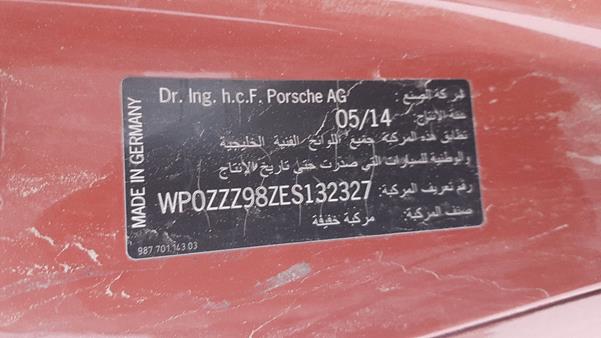 MADE IN GERMANY
Dr. Ing. h.c.F. Porsche AG شركة الصنع :
05/14 حقبة الإنتاج:
تطابق هذه المركبة جميع اللوائح الفنية الخليجية
والوطنية للسيارات التي صدرت حتى تاريخ الإنتاج
WP0ZZZ98ZES132327 رقم تعريف المركبة:
صنف المركبة: مركبة خفيفة
987 701 143 03